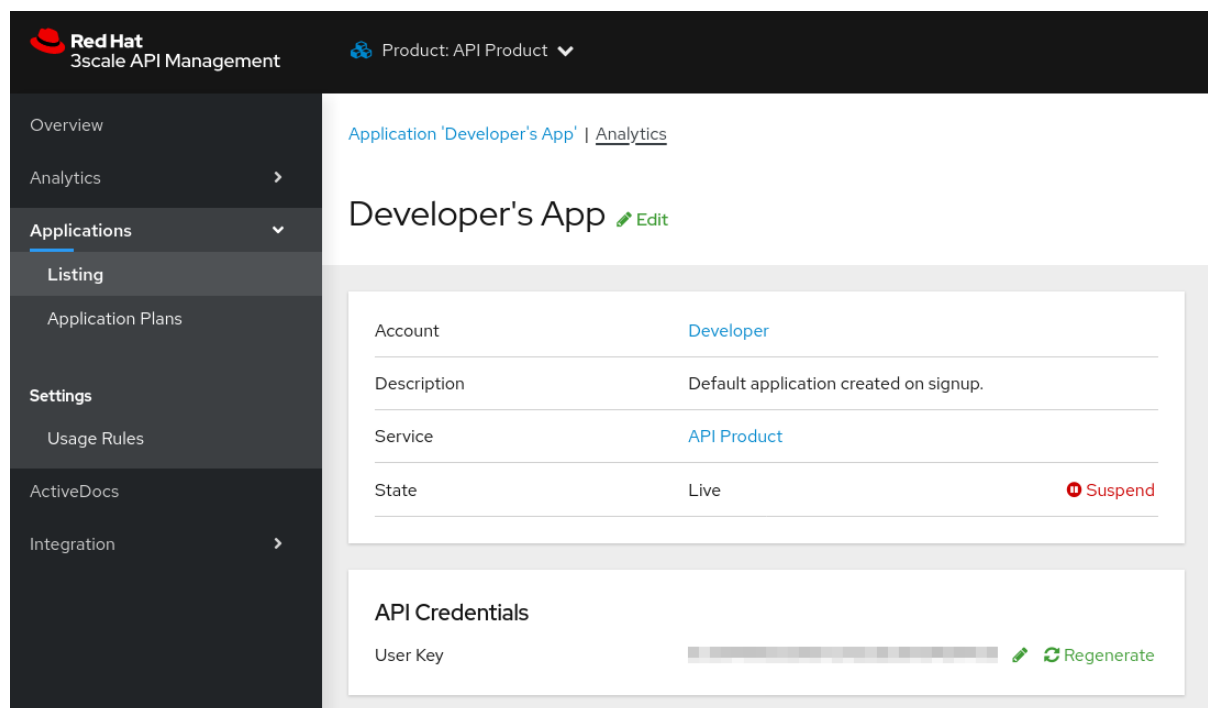 Red Hat
3scale API Management
Product: API Product
Overview
Analytics
Applications
Listing
Application Plans
Settings
Usage Rules
ActiveDocs
Integration
Application 'Developer's App' | Analytics
Developer's App Edit
Account Developer
Description Default application created on signup.
Service API Product
State Live Suspend
API Credentials
User Key Regenerate